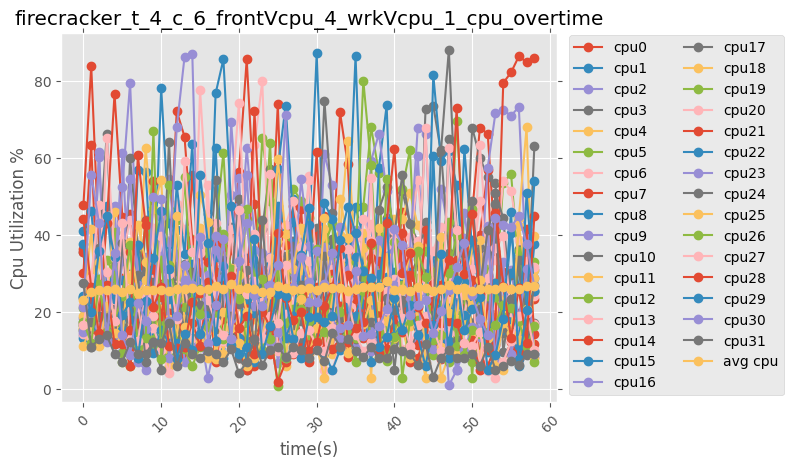 firecracker_t_4_c_6_frontVcpu_4_wrkVcpu_1_cpu_overtime
Cpu Utilization %
80
60
40
20
0
0
10
20
30
40
50
60
time(s)
cpu0
cpu1
cpu2
cpu3
cpu4
cpu5
cpu6
cpu7
cpu8
cpu9
cpu10
cpu11
cpu12
cpu13
cpu14
cpu15
cpu16
cpu17
cpu18
cpu19
cpu20
cpu21
cpu22
cpu23
cpu24
cpu25
cpu26
cpu27
cpu28
cpu29
cpu30
cpu31
avg cpu